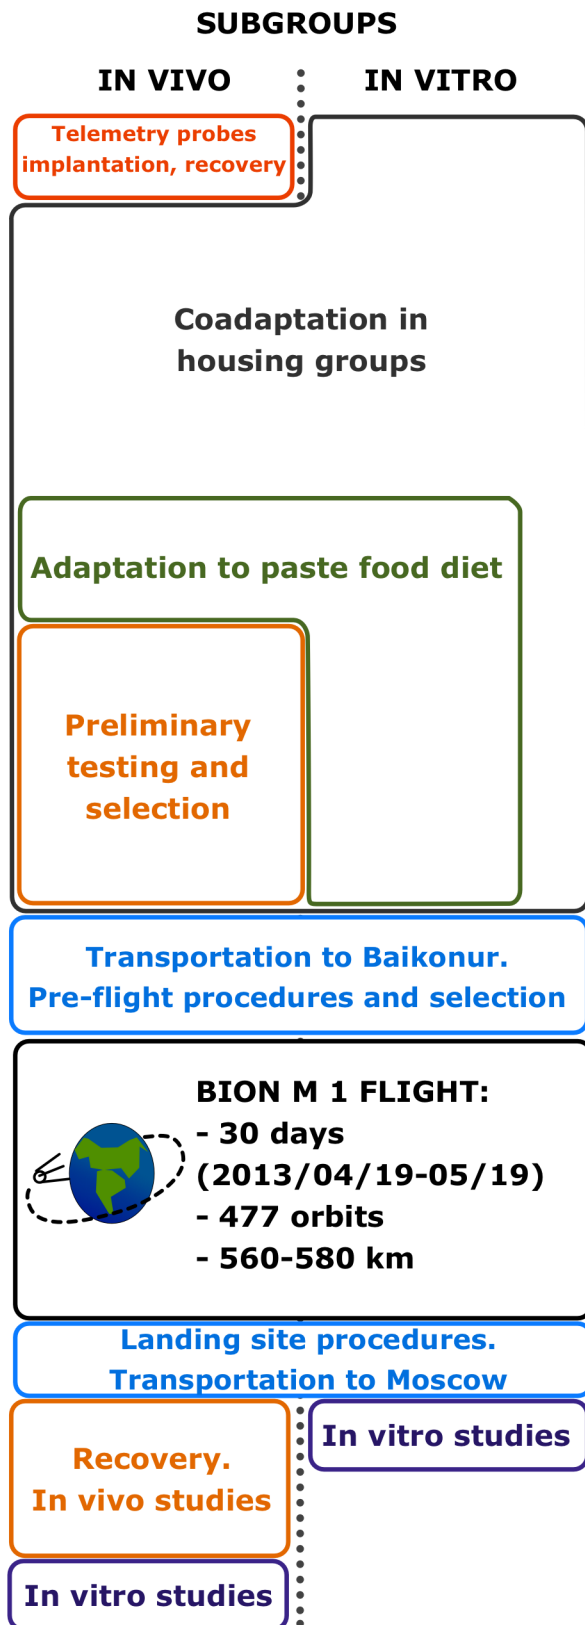 SUBGROUPS
IN VIVO
IN VITRO
Telemetry probes
implantation, recovery
Coadaptation in
housing groups
Adaptation to paste food diet
Preliminary
testing and
selection
Transportation to Baikonur.
Pre-flight procedures and selection
BION M 1 FLIGHT:
- 30 days
(2013/04/19-05/19)
- 477 orbits
- 560-580 km
Landing site procedures.
Transportation to Moscow
In vitro studies
Recovery.
In vivo studies
In vitro studies